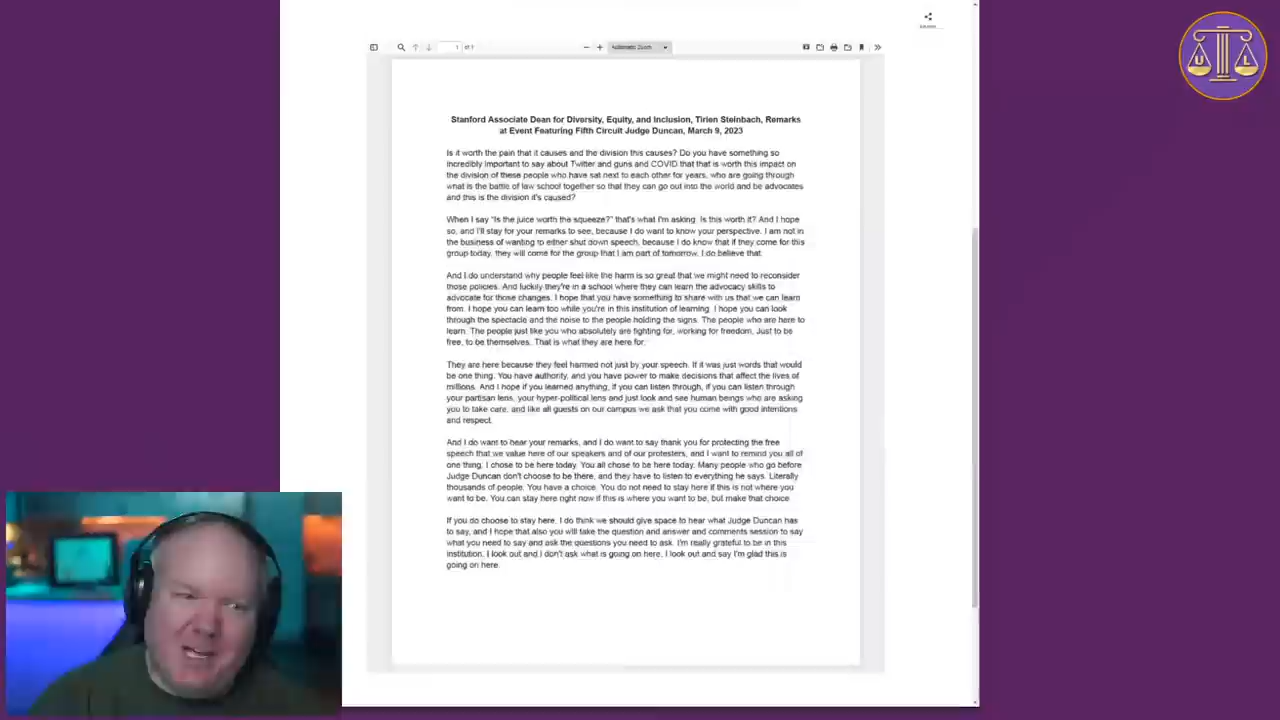 U L
1 of 1
Automatic Zoom
Stanford Associate Dean for Diversity, Equity, and Inclusion, Tirien Steinbach, Remarks
at Event Featuring Fifth Circuit Judge Duncan, March 9, 2023
Is it worth the pain that it causes and the division this causes? Do you have something so
incredibly important to say about Twitter and guns and COVID that that is worth this impact on
the division of these people who have sat next to each other for years, who are going through
what is the battle of law school together so that they can go out into the world and be advocates
and this is the division it's caused?
When I say "Is the juice worth the squeeze?" that's what I'm asking. Is this worth it? And I hope
so, and I'll stay for your remarks to see, because I do want to know your perspective. I am not in
the business of wanting to either shut down speech, because I do know that if they come for this
group today, they will come for the group that I am part of tomorrow. I do believe that.
And I do understand why people feel like the harm is so great that we might need to reconsider
those policies. And luckily they're in a school where they can learn the advocacy skills to
advocate for those changes. I hope that you have something to share with us that we can learn
from. I hope you can learn too while you're in this institution of learning. I hope you can look
through the spectacle and the noise to the people holding the signs. The people who are here to
learn. The people just like you who absolutely are fighting for, working for freedom. Just to be
free, to be themselves. That is what they are here for.
They are here because they feel harmed not just by your speech. If it was just words that would
be one thing. You have authority, and you have power to make decisions that affect the lives of
millions. And I hope if you learned anything, if you can listen through, if you can listen through
your partisan lens, your hyper-political lens and just look and see human beings who are asking
you to take care, and like all guests on our campus we ask that you come with good intentions
and respect.
And I do want to hear your remarks, and I do want to say thank you for protecting the free
speech that we value here of our speakers and of our protesters, and I want to remind you all of
one thing: I chose to be here today. You all chose to be here today. Many people who go before
Judge Duncan don't choose to be there, and they have to listen to everything he says. Literally
thousands of people. You have a choice. You do not need to stay here if this is not where you
want to be. You can stay here right now if this is where you want to be, but make that choice
If you do choose to stay here, I do think we should give space to hear what Judge Duncan has
to say, and I hope that also you will take the question and answer and comments session to say
what you need to say and ask the questions you need to ask. I'm really grateful to be in this
institution. I look out and I don't ask what is going on here. I look out and say I'm glad this is
going on here.